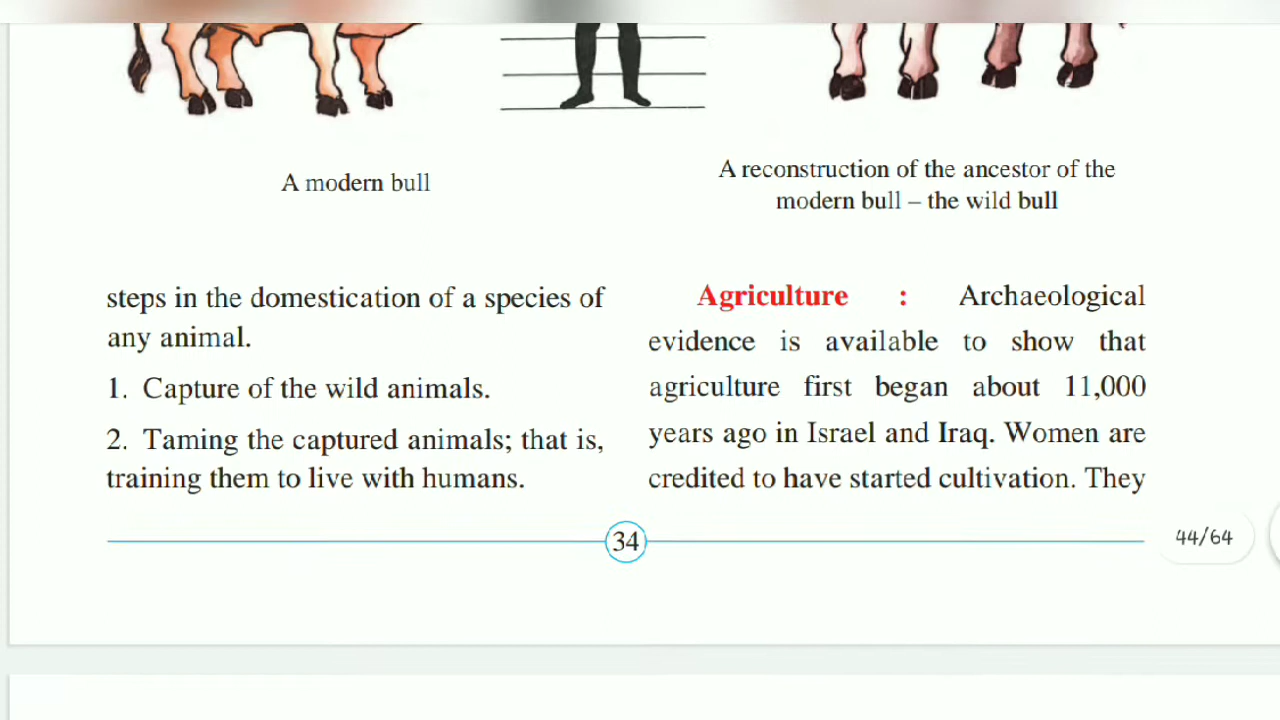 A modern bull
A reconstruction of the ancestor of the
modern bull – the wild bull
steps in the domestication of a species of
any animal.
1. Capture of the wild animals.
2. Taming the captured animals; that is,
training them to live with humans.
Agriculture : Archaeological
evidence is available to show that
agriculture first began about 11,000
years ago in Israel and Iraq. Women are
credited to have started cultivation. They
34
44/64